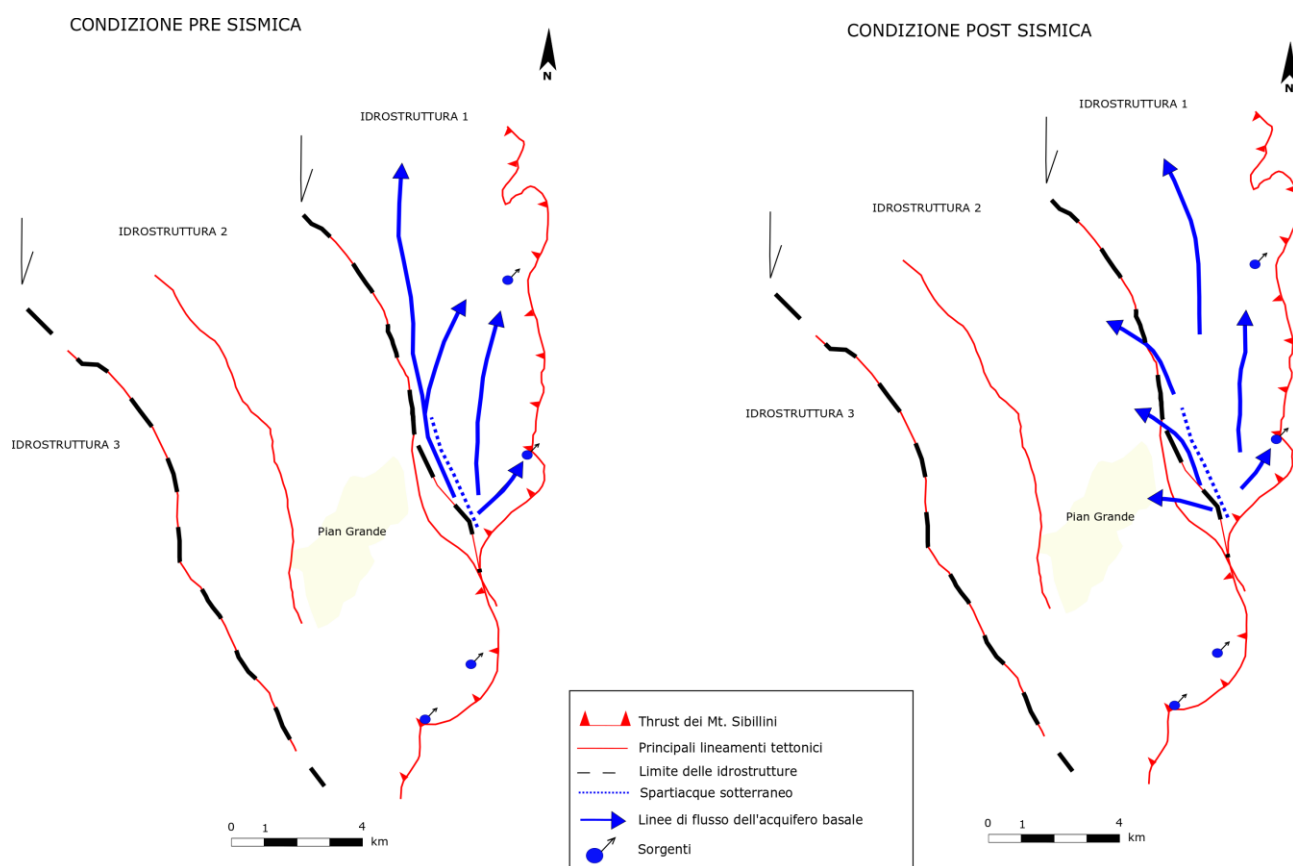 CONDIZIONE PRE SISMICA
N
IDROSTRUTTURA 1
IDROSTRUTTURA 2
IDROSTRUTTURA 3
Pian Grande
0 1 4
km
CONDIZIONE POST SISMICA
N
IDROSTRUTTURA 1
IDROSTRUTTURA 2
IDROSTRUTTURA 3
Pian Grande
0 1 4
km
Thrust dei Mt. Sibillini
Principali lineamenti tettonici
Limite delle idrostrutture
Spartiacque sotterraneo
Linee di flusso dell'acquifero basale
Sorgenti